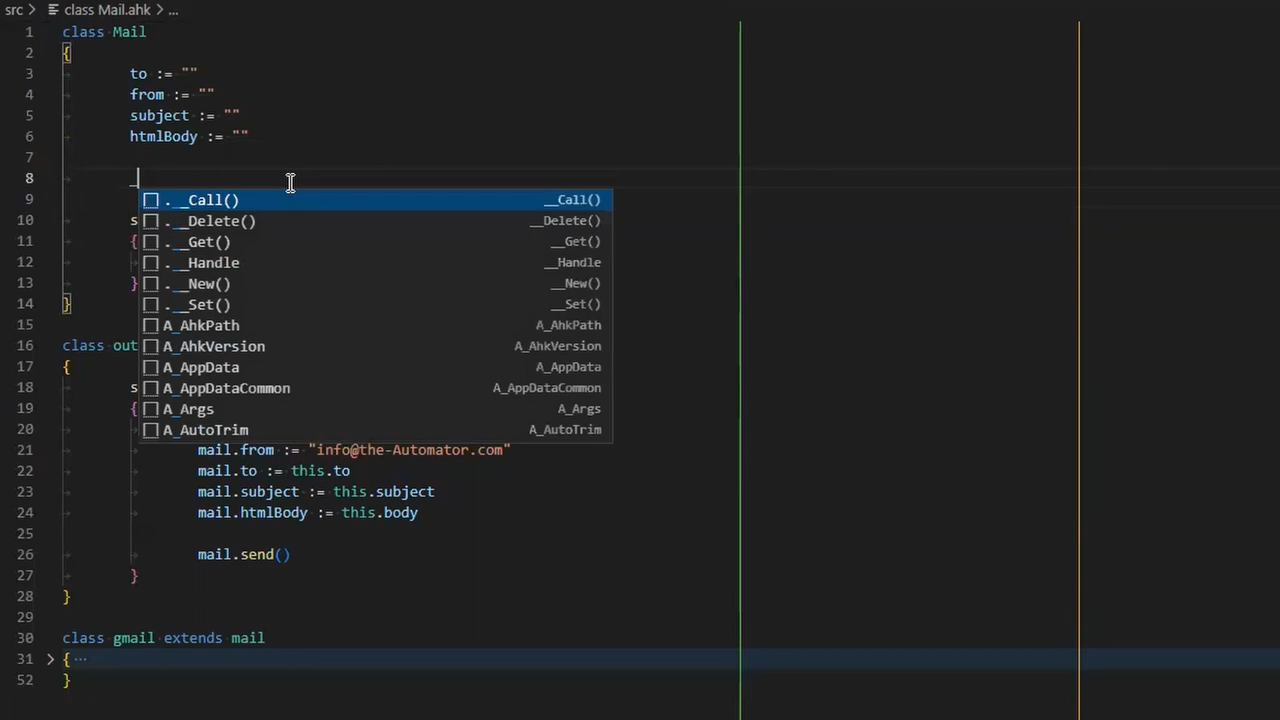 src > class Mail.ahk > ...
1 class Mail
2 {
3 to := ""
4 from := ""
5 subject := ""
6 htmlBody := ""
7
8 _
.__Call() __Call()
9
.__Delete() __Delete()
10 s
.__Get() __Get()
11 {
.__Handle __Handle
12
.__New() __New()
13 }
.__Set() __Set()
14 }
A_AhkPath A_AhkPath
15
A_AhkVersion A_AhkVersion
16 class out
A_AppData A_AppData
17 {
A_AppDataCommon A_AppDataCommon
18 s
A_Args A_Args
19 {
A_AutoTrim A_AutoTrim
20
21 mail.from := "info@the-Automator.com"
22 mail.to := this.to
23 mail.subject := this.subject
24 mail.htmlBody := this.body
25
26 mail.send()
27 }
28 }
29
30 class gmail extends mail
31 { ...
52 }